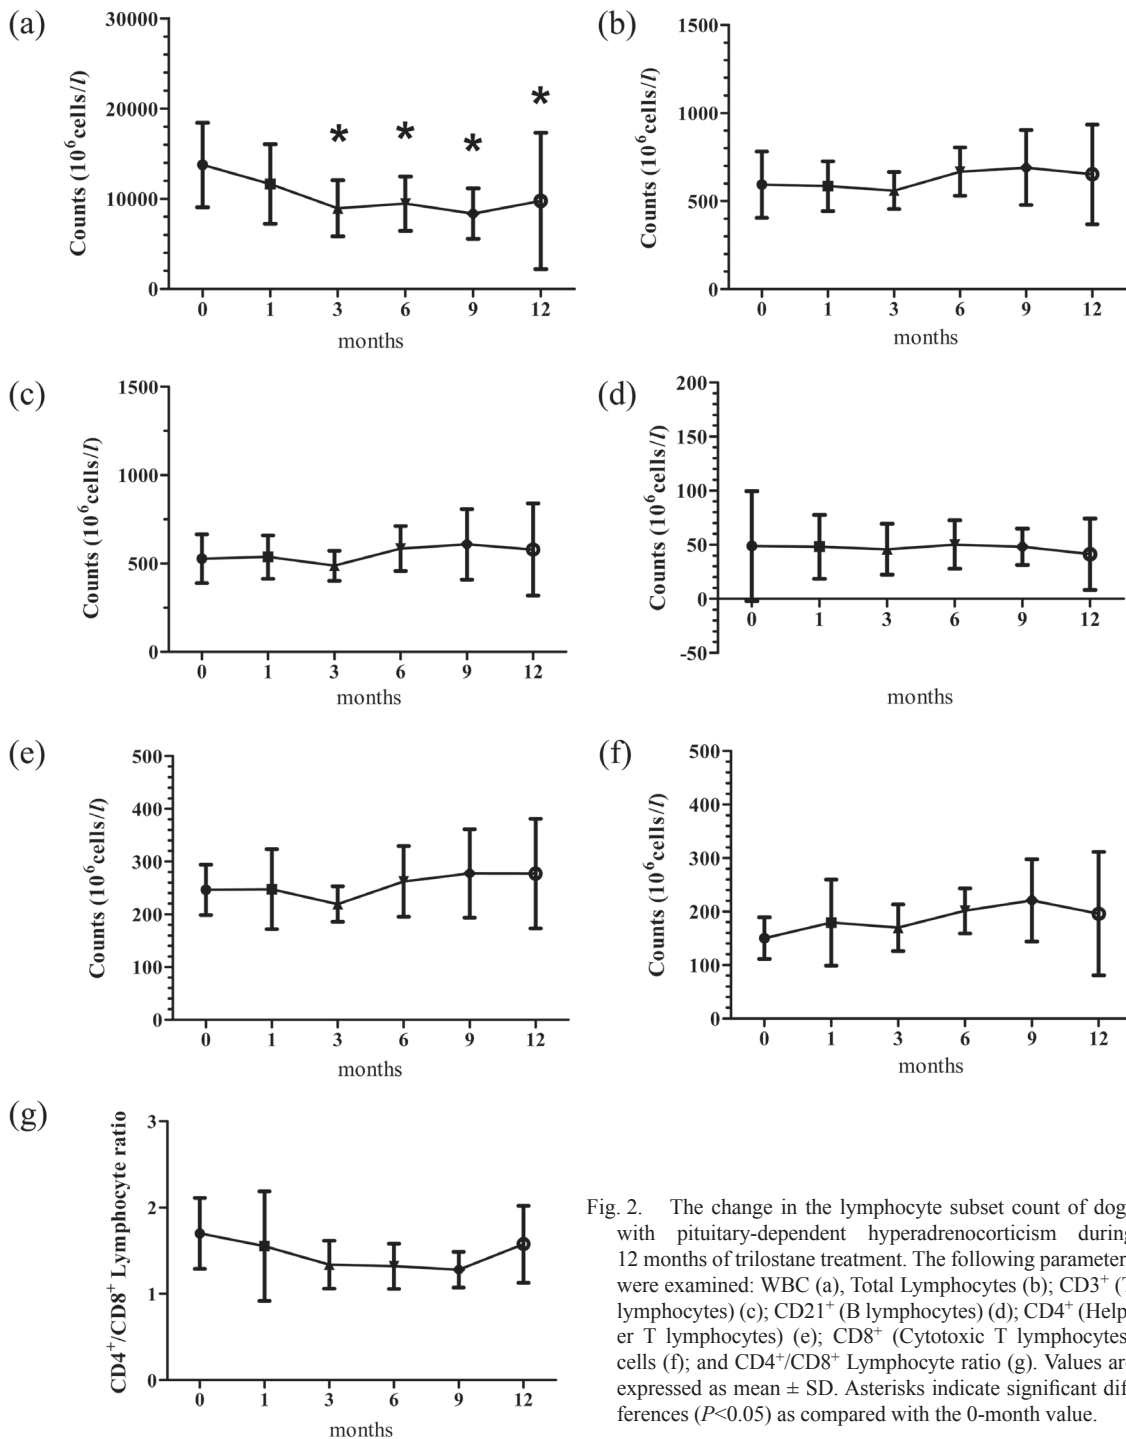 (a)
Counts (10⁶cells/l)
30000
20000
10000
0
* * * *
0 1 3 6 9 12
months
(b)
Counts (10⁶cells/l)
1500
1000
500
0
0 1 3 6 9 12
months
(c)
Counts (10⁶cells/l)
1500
1000
500
0
0 1 3 6 9 12
months
(d)
Counts (10⁶cells/l)
200
150
100
50
0
-50
0 1 3 6 9 12
months
(e)
Counts (10⁶cells/l)
500
400
300
200
100
0
0 1 3 6 9 12
months
(f)
Counts (10⁶cells/l)
500
400
300
200
100
0
0 1 3 6 9 12
months
(g)
CD4⁺/CD8⁺ Lymphocyte ratio
3
2
1
0
0 1 3 6 9 12
months
Fig. 2. The change in the lymphocyte subset count of dog
with pituitary-dependent hyperadrenocorticism during
12 months of trilostane treatment. The following parameter
were examined: WBC (a), Total Lymphocytes (b); CD3⁺ (T
lymphocytes) (c); CD21⁺ (B lymphocytes) (d); CD4⁺ (Help-
er T lymphocytes) (e); CD8⁺ (Cytotoxic T lymphocytes
cells (f); and CD4⁺/CD8⁺ Lymphocyte ratio (g). Values are
expressed as mean ± SD. Asterisks indicate significant dif-
ferences (P<0.05) as compared with the 0-month value.